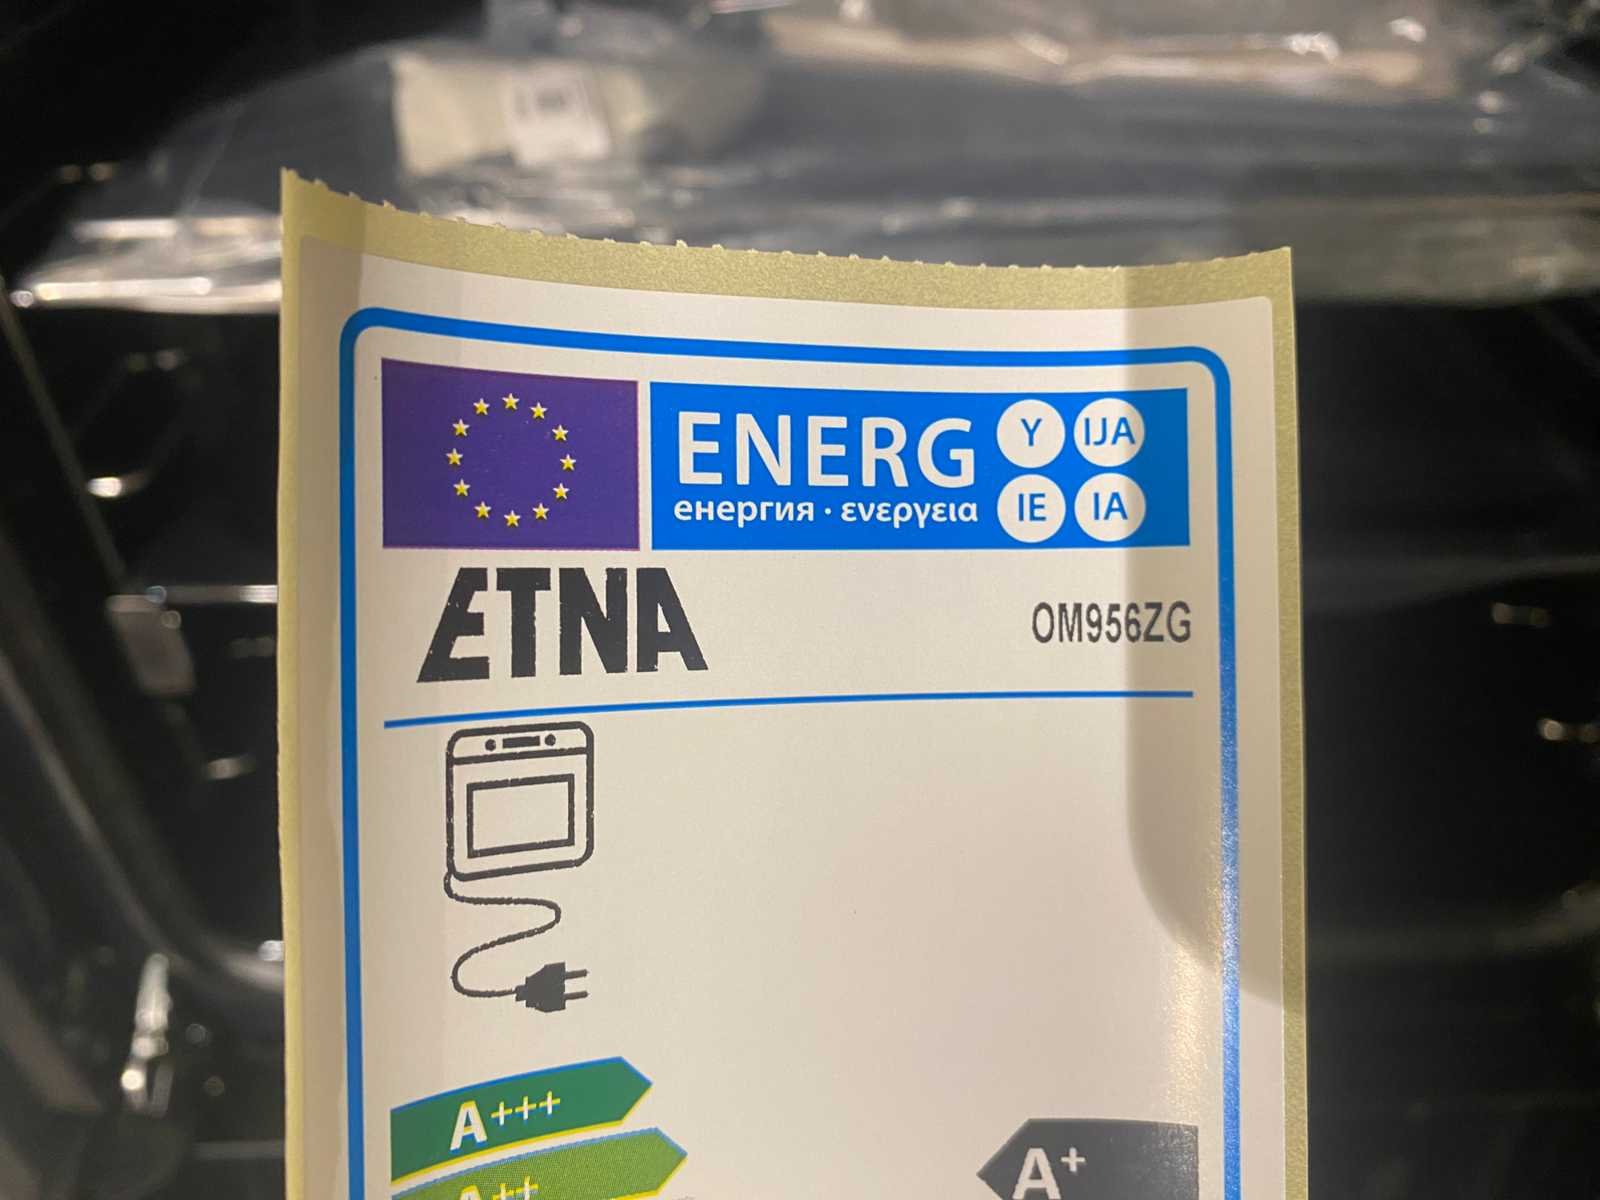 ENERG Y IJA
енергия · ενεργεια IE IA
ETNA OM956ZG
A+++
A++
A+